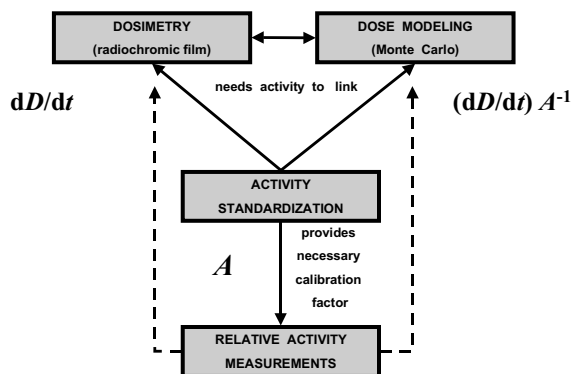 DOSIMETRY
(radiochromic film)
DOSE MODELING
(Monte Carlo)
needs activity to link
dD/dt
(dD/dt) A⁻¹
ACTIVITY
STANDARDIZATION
A
provides
necessary
calibration
factor
RELATIVE ACTIVITY
MEASUREMENTS